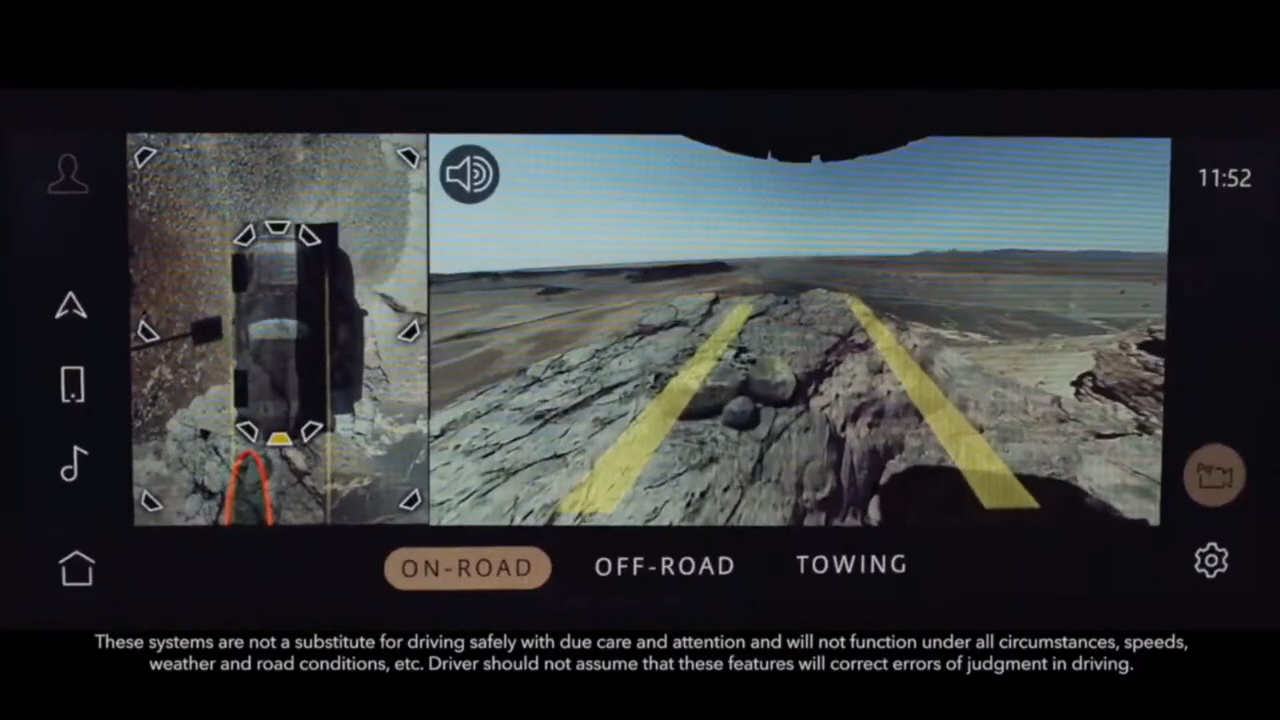 11:52
ON-ROAD OFF-ROAD TOWING
These systems are not a substitute for driving safely with due care and attention and will not function under all circumstances, speeds,
weather and road conditions, etc. Driver should not assume that these features will correct errors of judgment in driving.